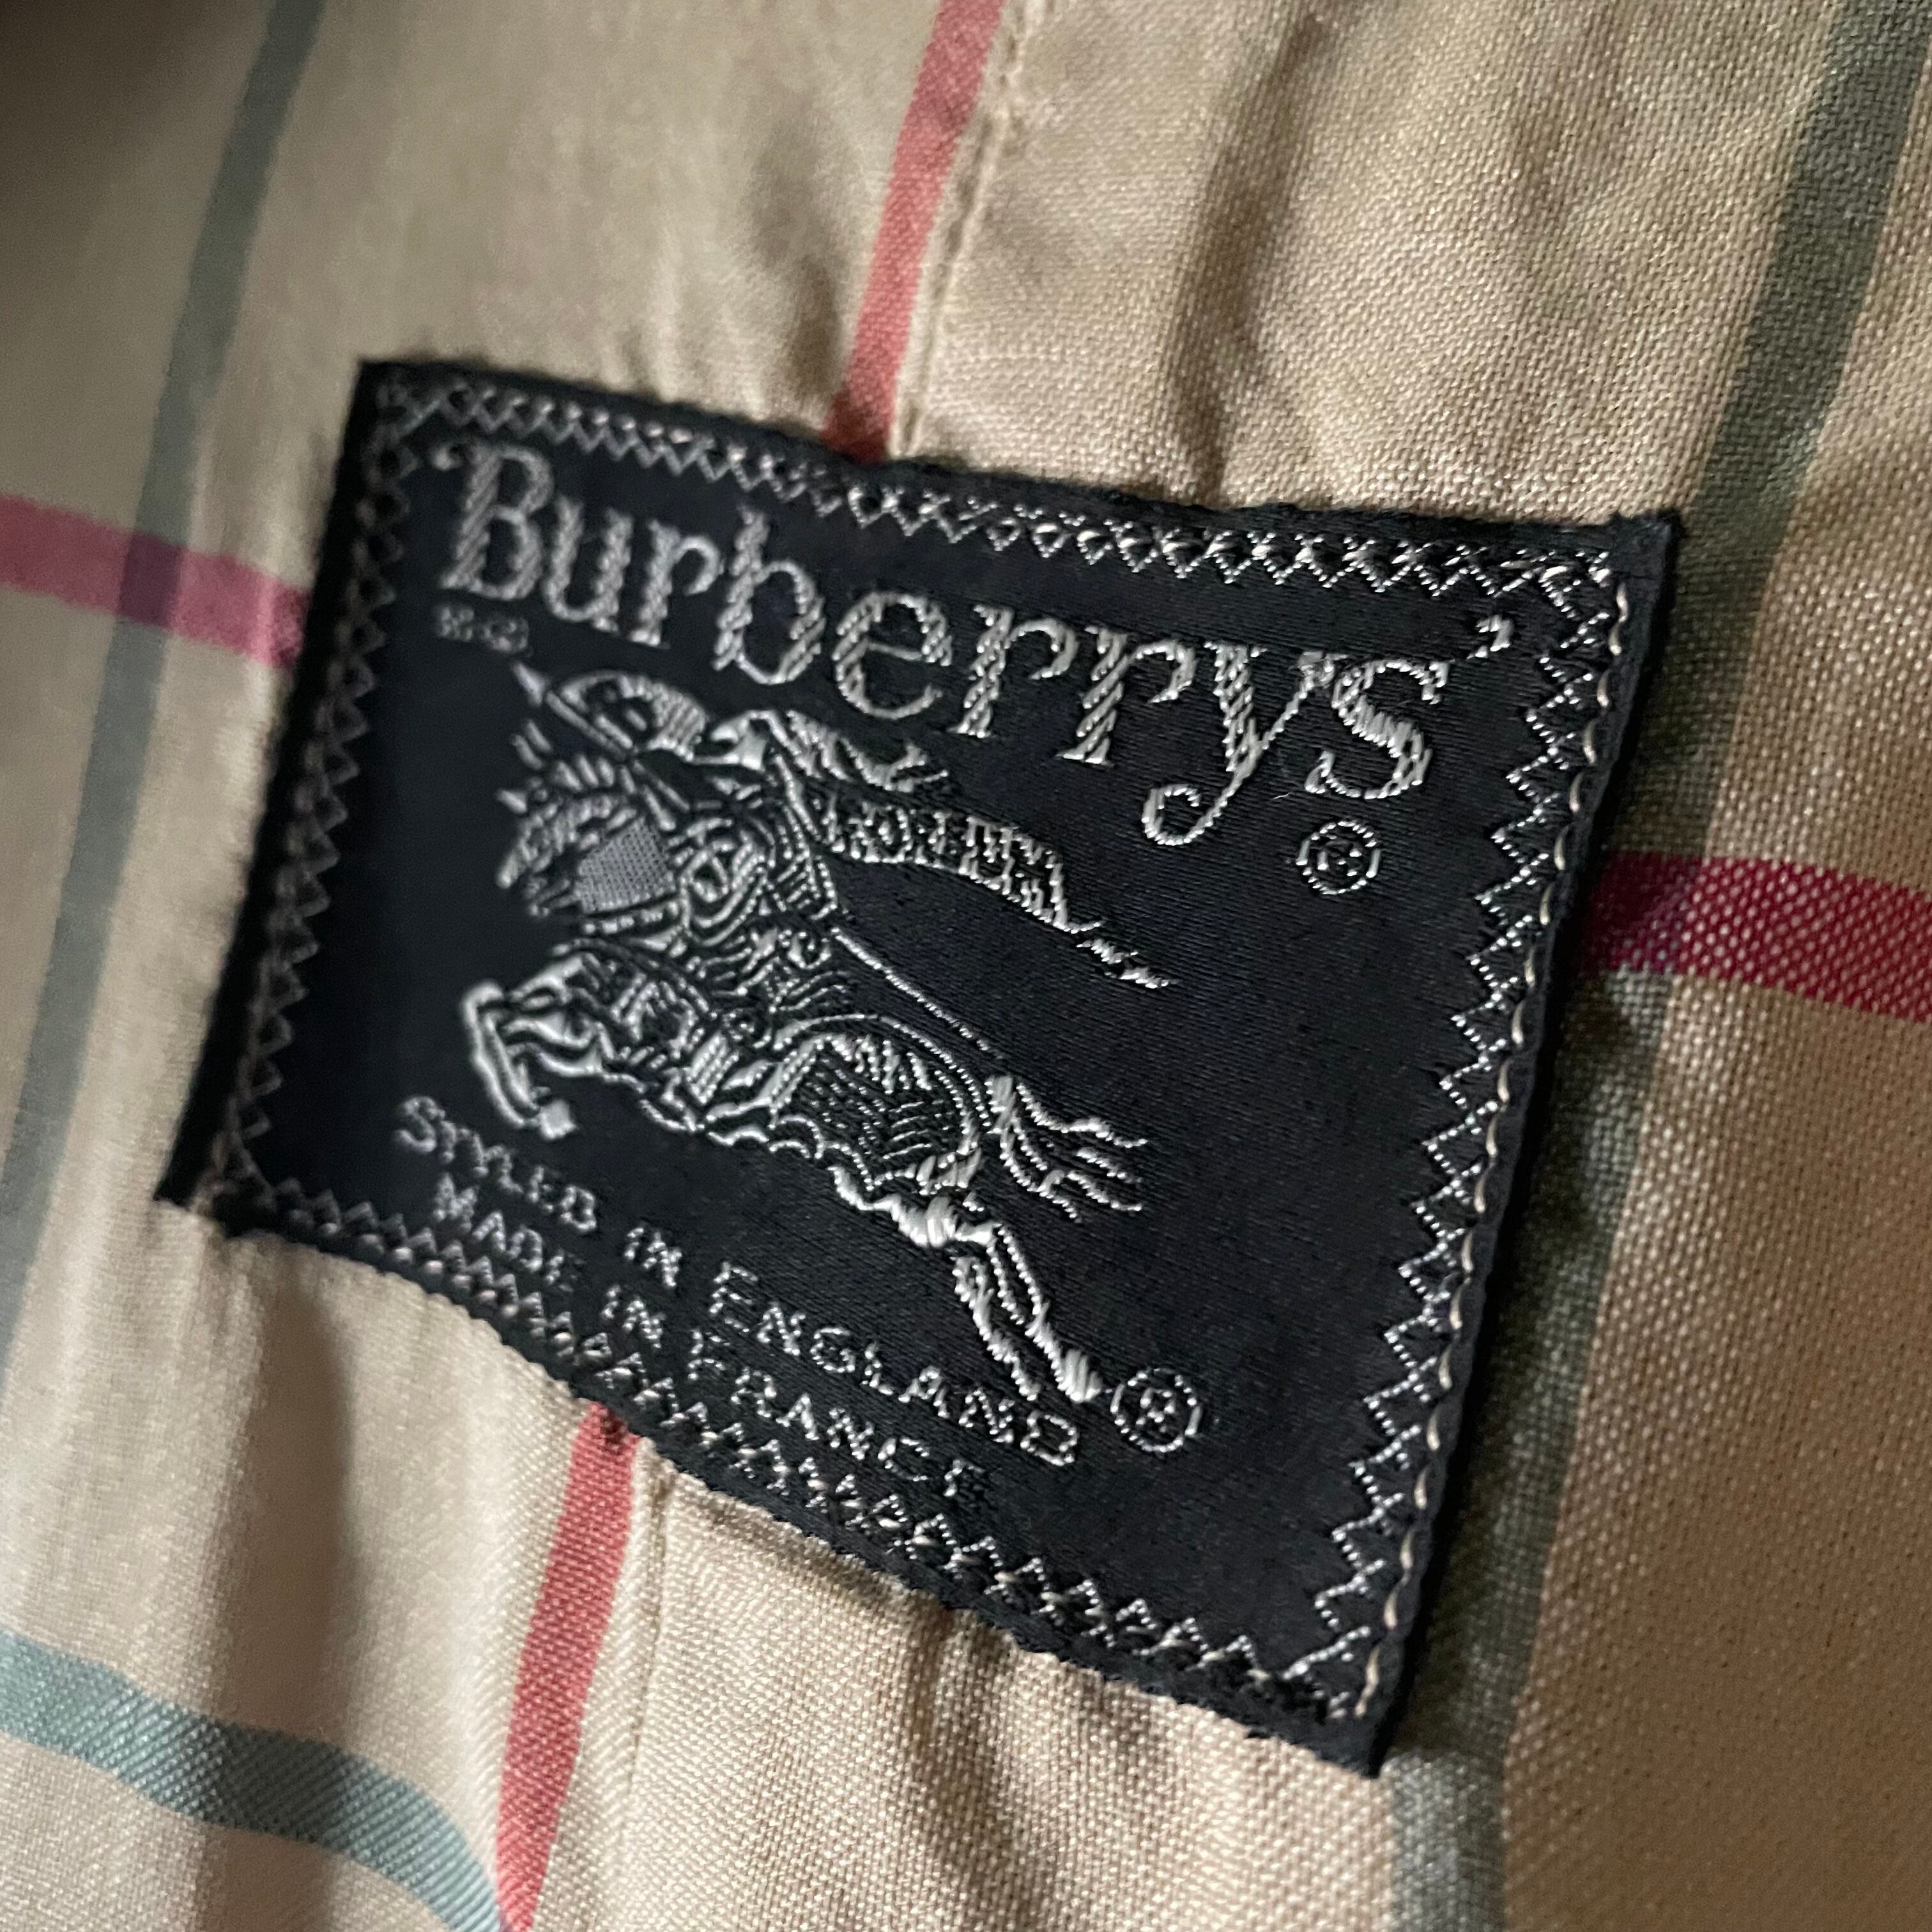 'Burberrys'
®
STYLED IN ENGLAND ®
MADE IN FRANCE